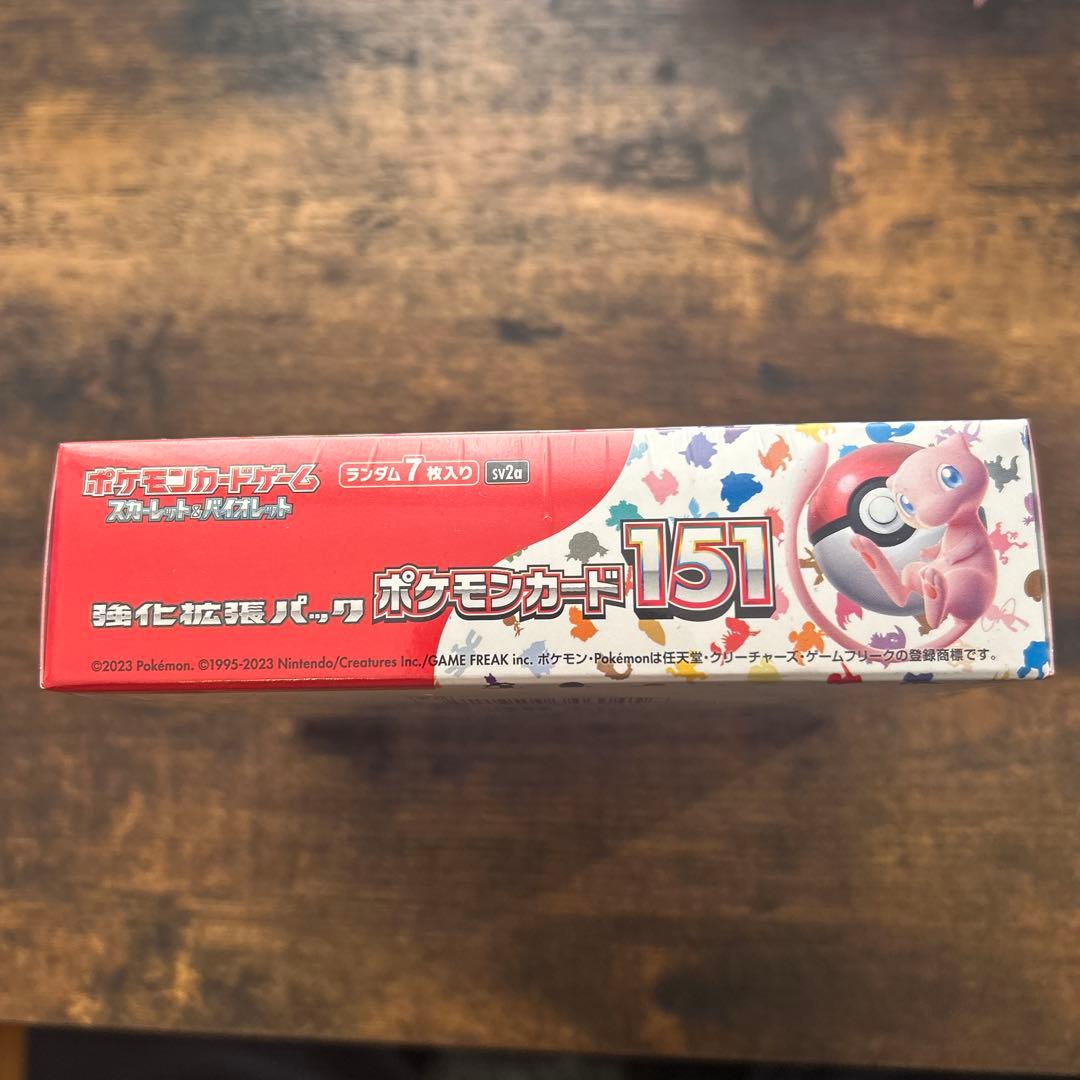 ポケモンカードゲーム
スカーレット&バイオレット
ランダム7枚入り
sv2a
強化拡張パック ポケモンカード151
©2023 Pokémon. ©1995-2023 Nintendo/Creatures Inc./GAME FREAK inc. ポケモン・Pokémonは任天堂・クリーチャーズ・ゲームフリークの登録商標です。